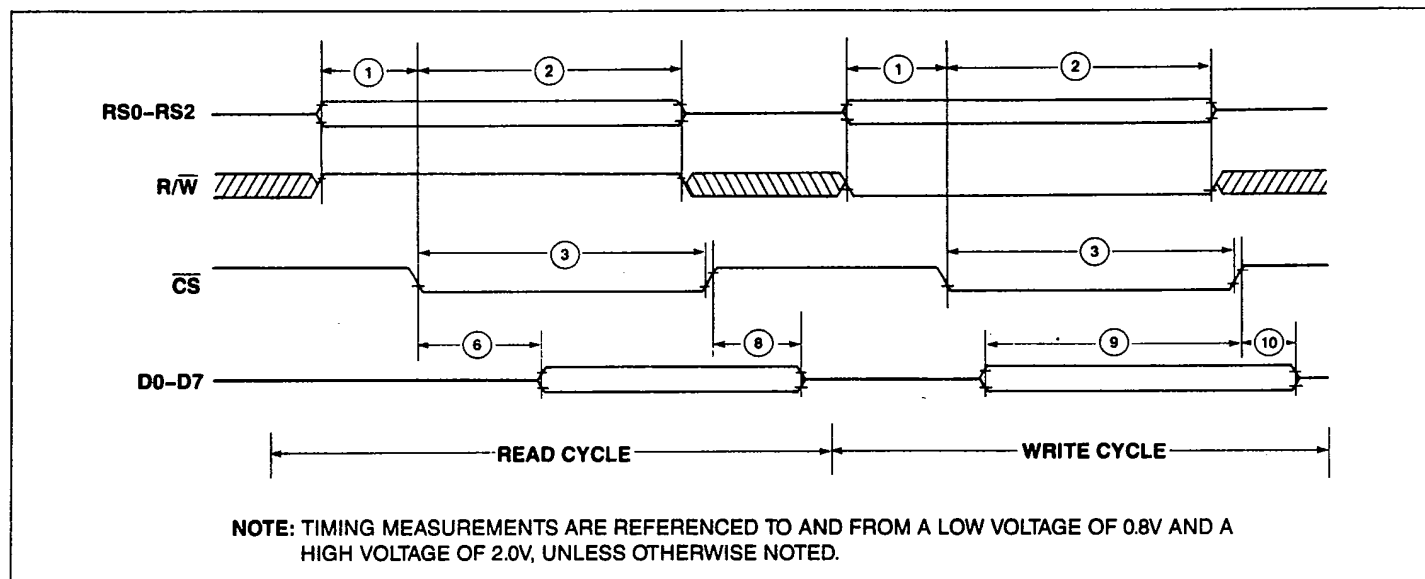 1 2 1 2
RS0–RS2
R/W̅
3 3
C̅S̅
6 8 9 10
D0–D7
READ CYCLE WRITE CYCLE
NOTE: TIMING MEASUREMENTS ARE REFERENCED TO AND FROM A LOW VOLTAGE OF 0.8V AND A
HIGH VOLTAGE OF 2.0V, UNLESS OTHERWISE NOTED.